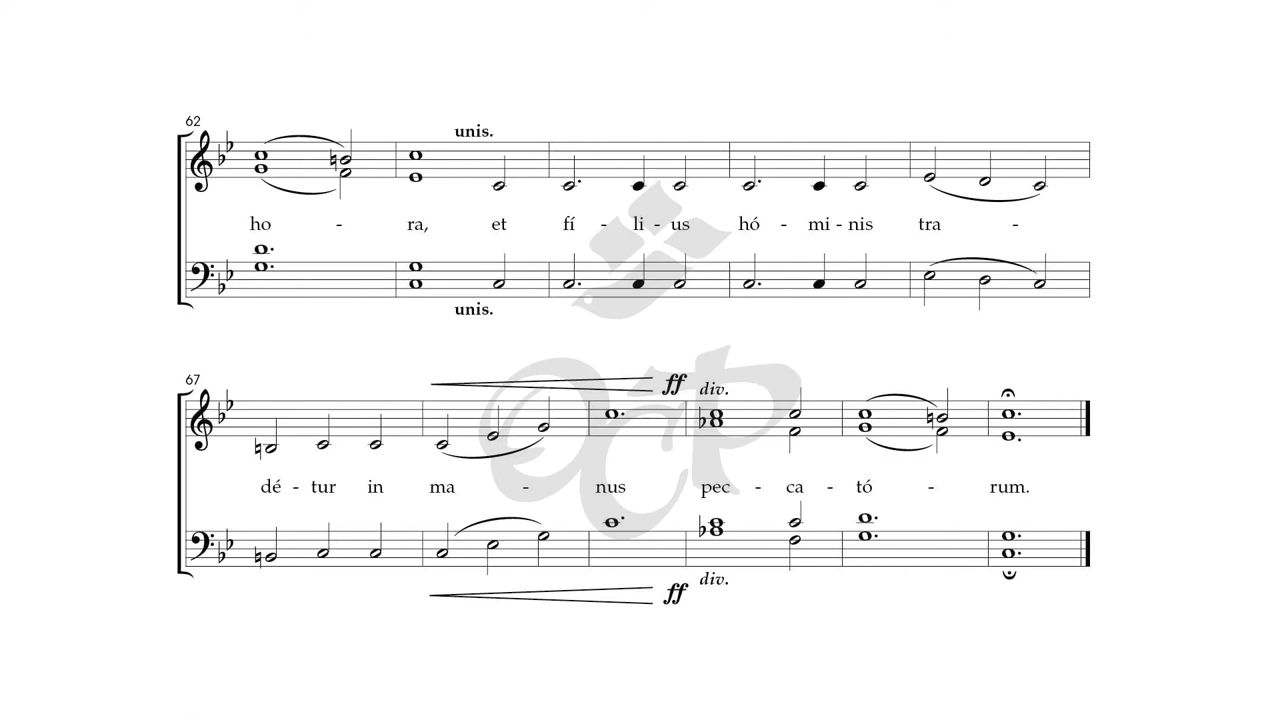 62
unis.
ho - ra, et fí - li - us hó - mi - nis tra -
unis.
67
ff div.
dé - tur in ma - nus pec - ca - tó - rum.
ff div.
OCP